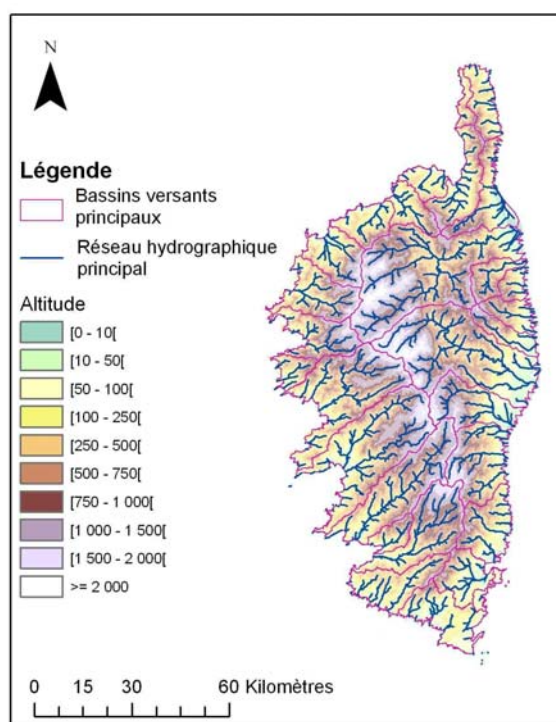 N
Légende
Bassins versants
principaux
Réseau hydrographique
principal
Altitude
[0 - 10[
[10 - 50[
[50 - 100[
[100 - 250[
[250 - 500[
[500 - 750[
[750 - 1 000[
[1 000 - 1 500[
[1 500 - 2 000[
>= 2 000
0 15 30 60 Kilomètres